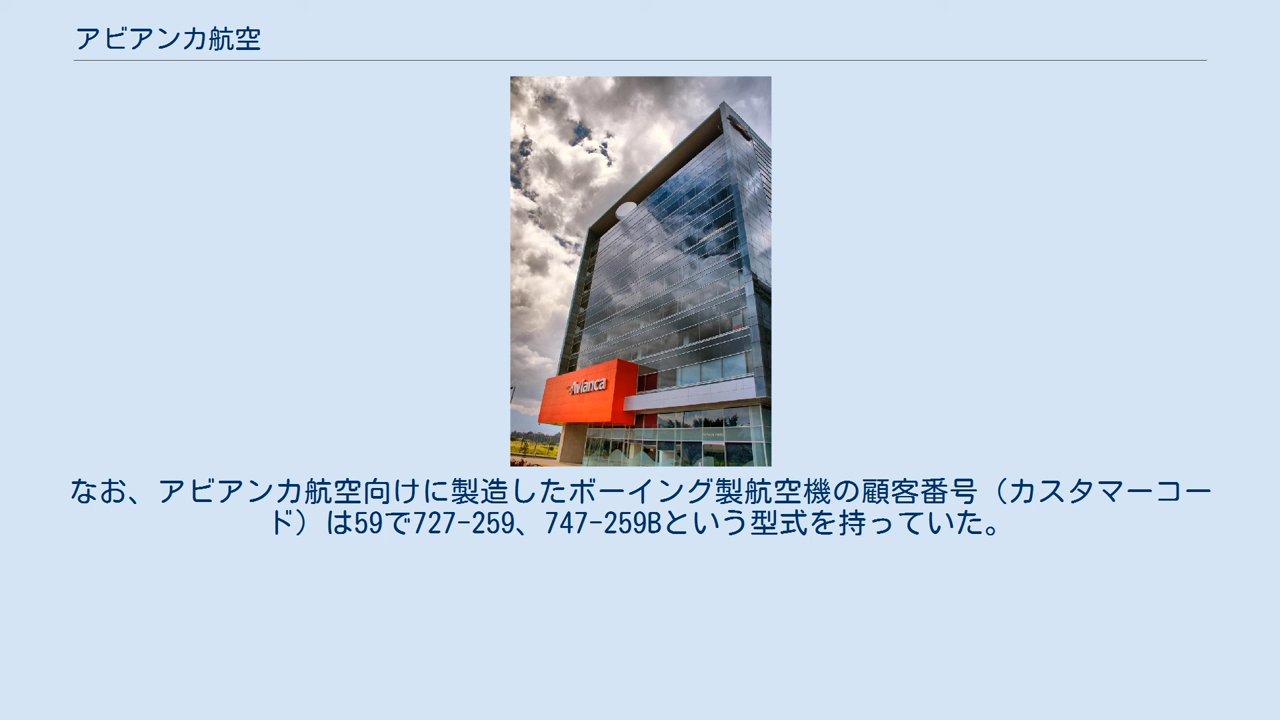 アビアンカ航空
Avianca
なお、アビアンカ航空向けに製造したボーイング製航空機の顧客番号（カスタマーコー
ド）は59で727-259、747-259Bという型式を持っていた。